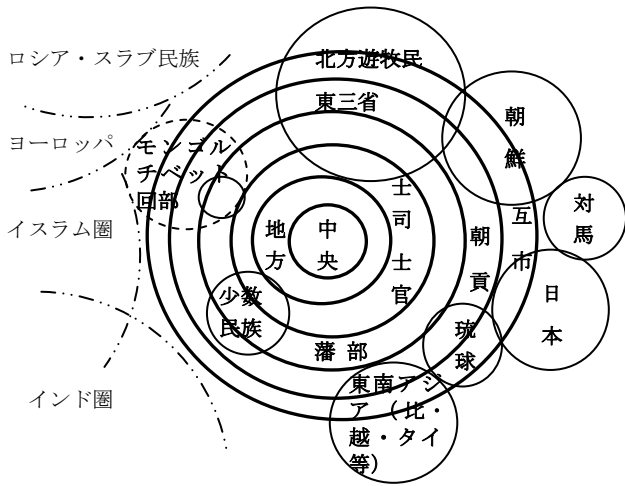 ロシア・スラブ民族
北方遊牧民
東三省
朝鮮
ヨーロッパ
モンゴル
チベット
回部
イスラム圏
対馬
互市
朝貢
土司土官
中央
地方
日本
少数
民族
琉球
藩部
インド圏
東南アジ
ア（比・
越・タイ
等）